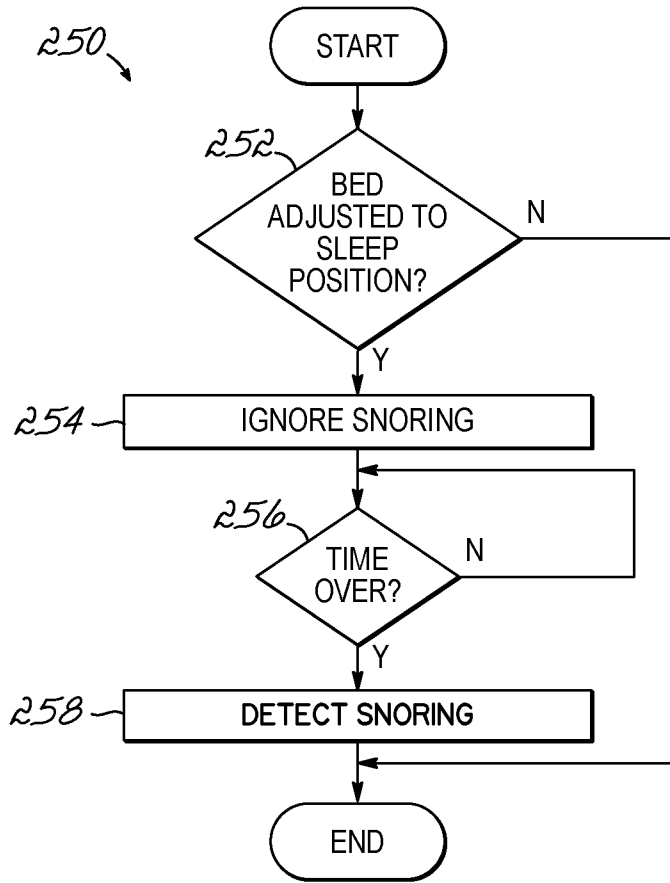 250
START
252
BED
ADJUSTED TO
SLEEP
POSITION?
N
Y
254
IGNORE SNORING
256
TIME
OVER?
N
Y
258
DETECT SNORING
END